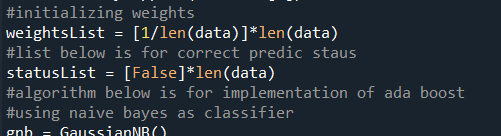 #initializing weights
weightsList = [1/len(data)]*len(data)
#list below is for correct predic staus
statusList = [False]*len(data)
#algorithm below is for implementation of ada boost
#using naive bayes as classifier
gnb = GaussianNB()